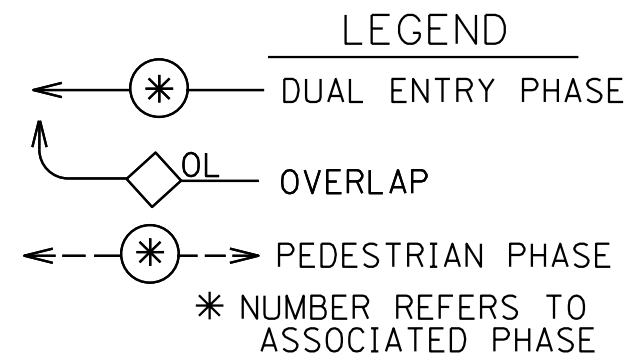 LEGEND
* DUAL ENTRY PHASE
OL OVERLAP
* PEDESTRIAN PHASE
* NUMBER REFERS TO
ASSOCIATED PHASE